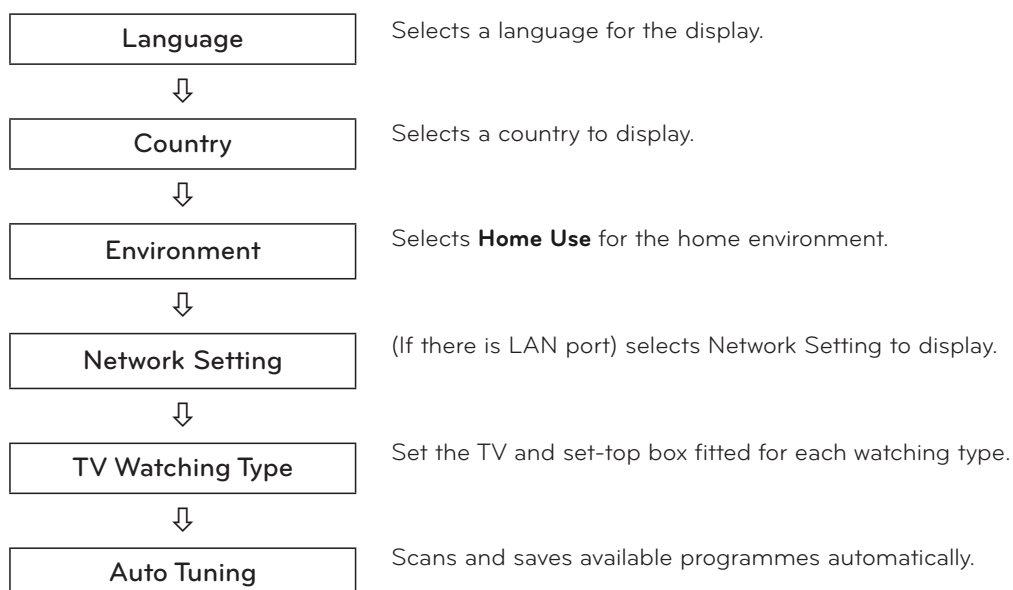 Language
Selects a language for the display.
⇩
Country
Selects a country to display.
⇩
Environment
Selects Home Use for the home environment.
⇩
Network Setting
(If there is LAN port) selects Network Setting to display.
⇩
TV Watching Type
Set the TV and set-top box fitted for each watching type.
⇩
Auto Tuning
Scans and saves available programmes automatically.